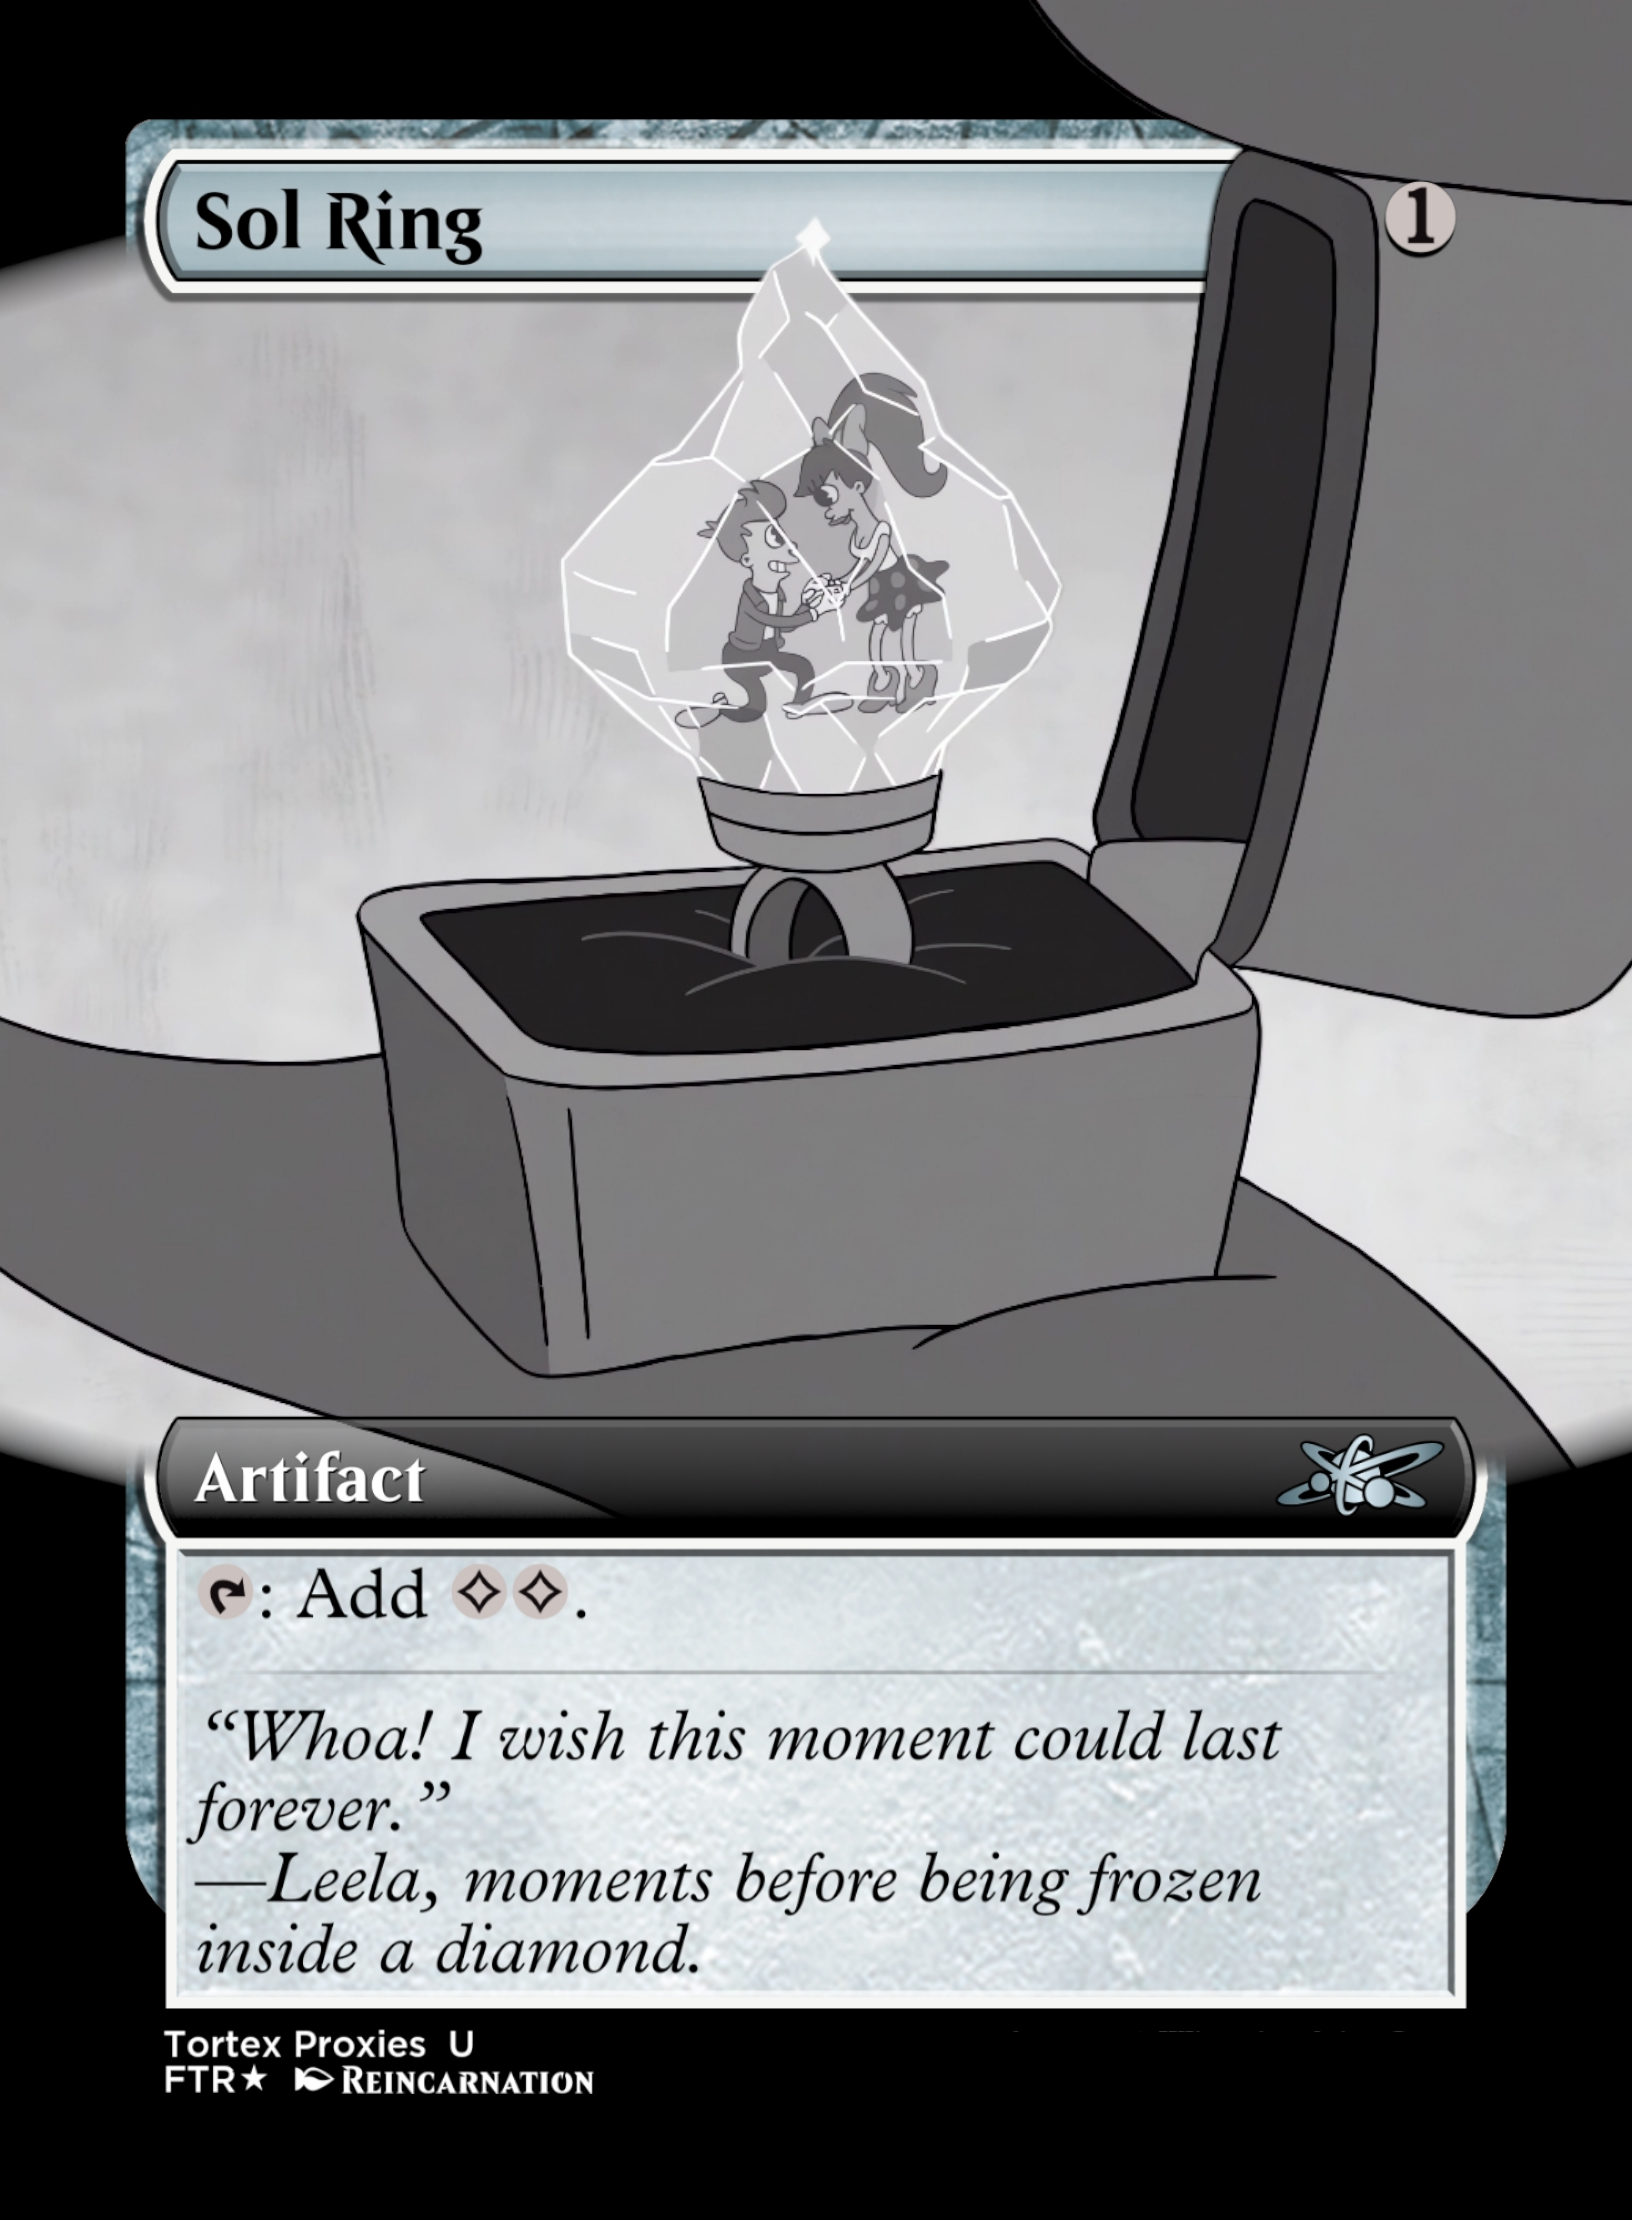 Sol Ring
1
Artifact
: Add .
“Whoa! I wish this moment could last
forever.”
—Leela, moments before being frozen
inside a diamond.
Tortex Proxies U
FTR★ REINCARNATION